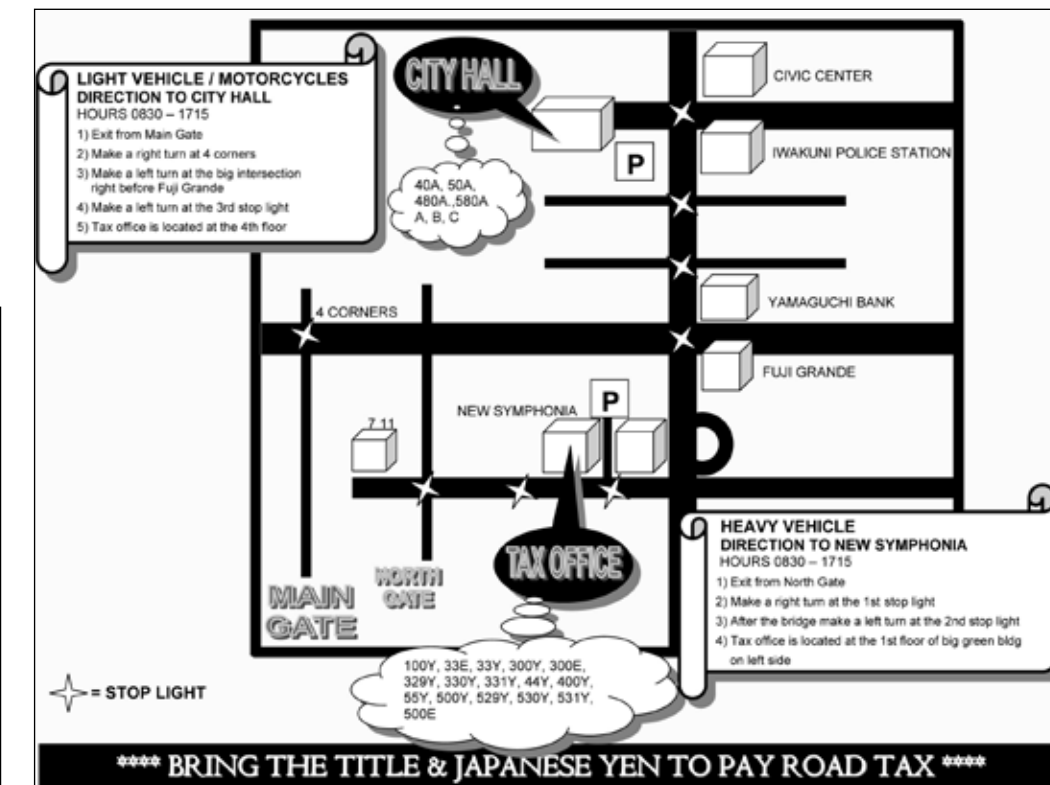 LIGHT VEHICLE / MOTORCYCLES
DIRECTION TO CITY HALL
HOURS 0830 – 1715
1) Exit from Main Gate
2) Make a right turn at 4 corners
3) Make a left turn at the big intersection
right before Fuji Grande
4) Make a left turn at the 3rd stop light
5) Tax office is located at the 4th floor
CITY HALL
40A, 50A,
480A.,580A
A, B, C
P
CIVIC CENTER
IWAKUNI POLICE STATION
YAMAGUCHI BANK
4 CORNERS
FUJI GRANDE
NEW SYMPHONIA
P
7 11
TAX OFFICE
MAIN
GATE
NORTH
GATE
HEAVY VEHICLE
DIRECTION TO NEW SYMPHONIA
HOURS 0830 – 1715
1) Exit from North Gate
2) Make a right turn at the 1st stop light
3) After the bridge make a left turn at the 2nd stop light
4) Tax office is located at the 1st floor of big green bldg
on left side
100Y, 33E, 33Y, 300Y, 300E,
329Y, 330Y, 331Y, 44Y, 400Y,
55Y, 500Y, 529Y, 530Y, 531Y,
500E
= STOP LIGHT
**** BRING THE TITLE & JAPANESE YEN TO PAY ROAD TAX ****